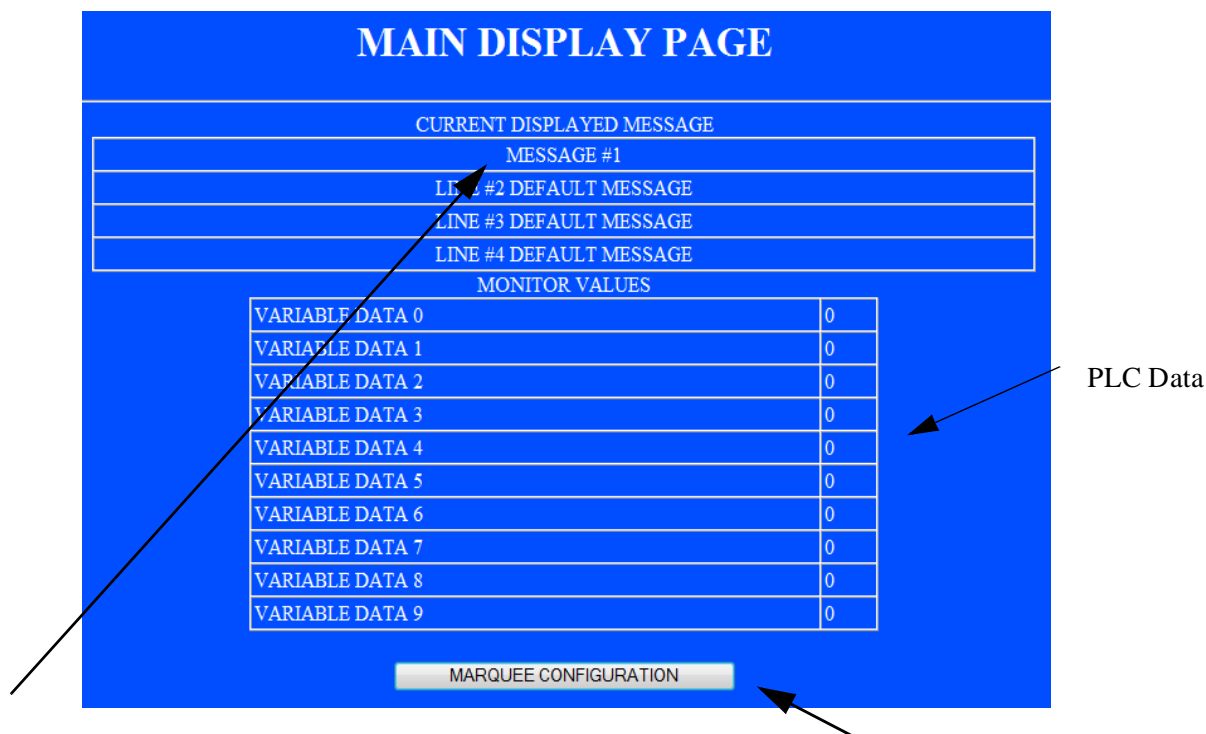 MAIN DISPLAY PAGE
CURRENT DISPLAYED MESSAGE
MESSAGE #1
LINE #2 DEFAULT MESSAGE
LINE #3 DEFAULT MESSAGE
LINE #4 DEFAULT MESSAGE
MONITOR VALUES
VARIABLE DATA 0 0
VARIABLE DATA 1 0
VARIABLE DATA 2 0
VARIABLE DATA 3 0
VARIABLE DATA 4 0
VARIABLE DATA 5 0
VARIABLE DATA 6 0
VARIABLE DATA 7 0
VARIABLE DATA 8 0
VARIABLE DATA 9 0
PLC Data
MARQUEE CONFIGURATION